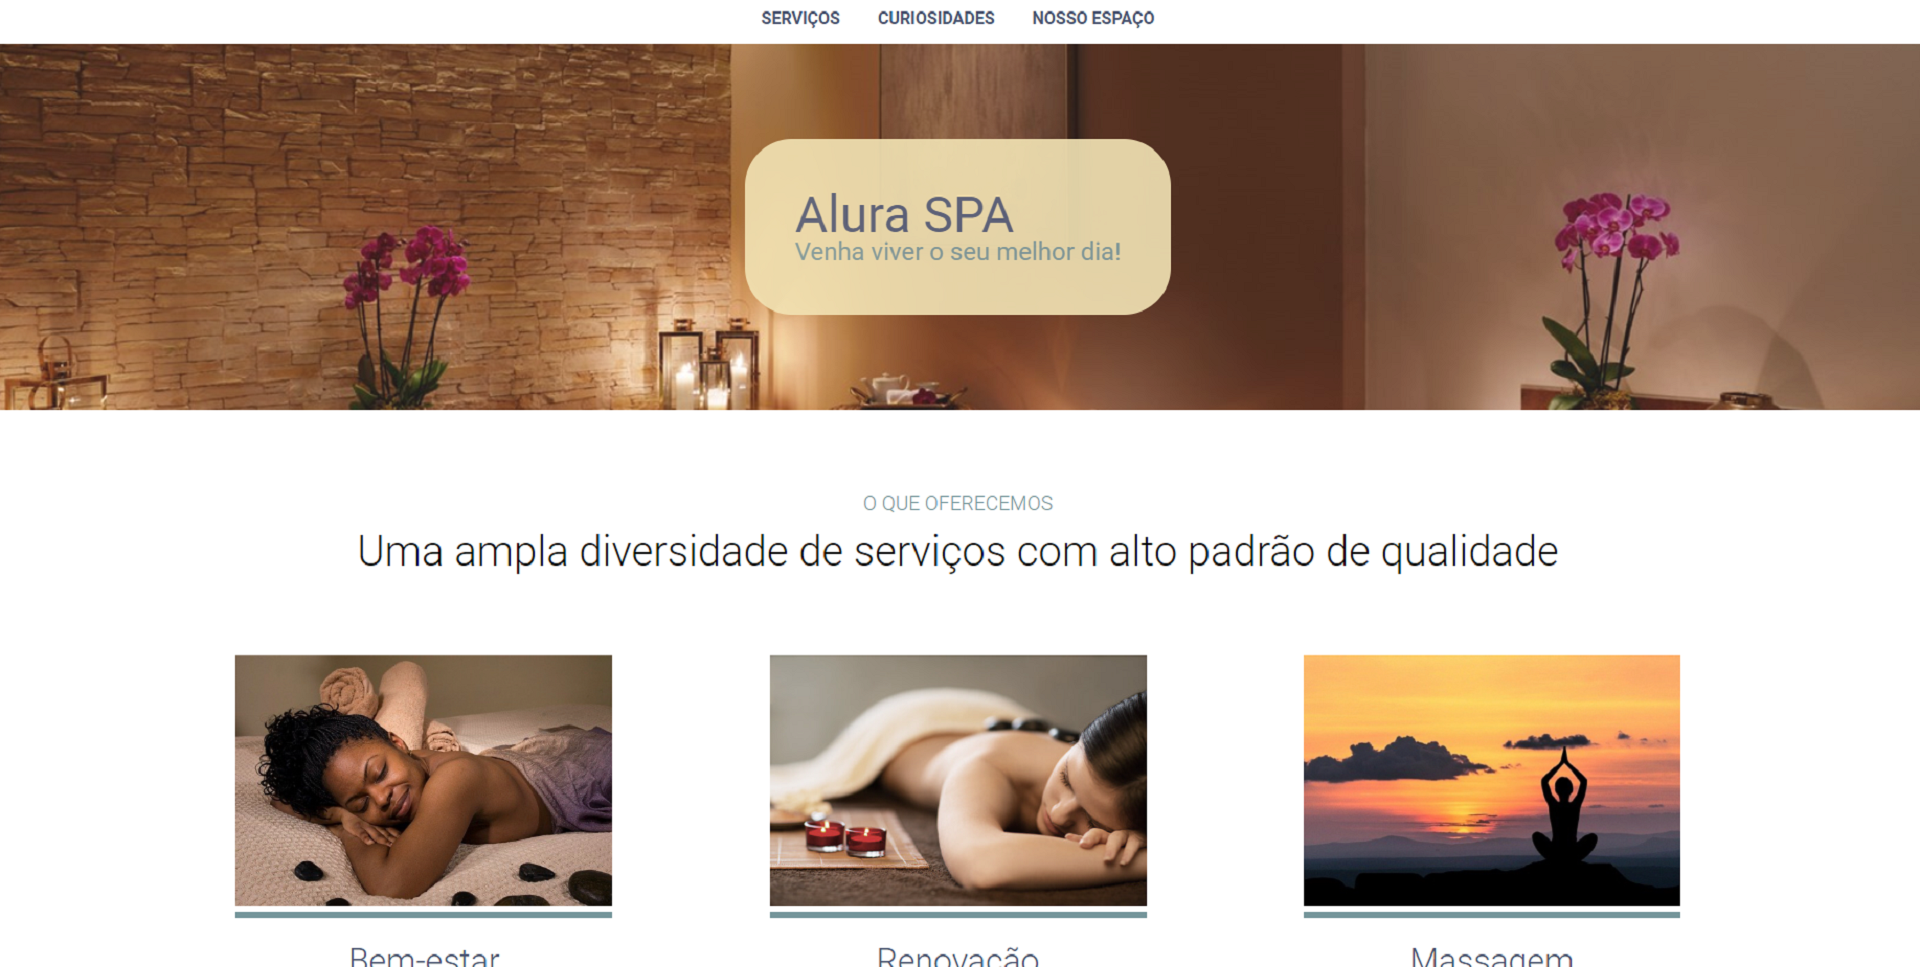 SERVIÇOS CURIOSIDADES NOSSO ESPAÇO
Alura SPA
Venha viver o seu melhor dia!
O QUE OFERECEMOS
Uma ampla diversidade de serviços com alto padrão de qualidade
Bem-estar Renovação Massagem